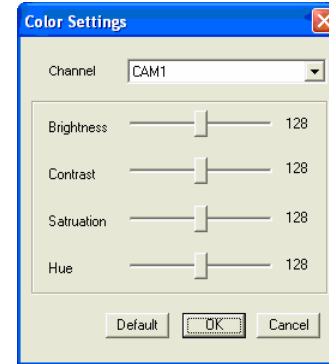 Color Settings
Channel CAM1
Brightness 128
Contrast 128
Satruation 128
Hue 128
Default OK Cancel